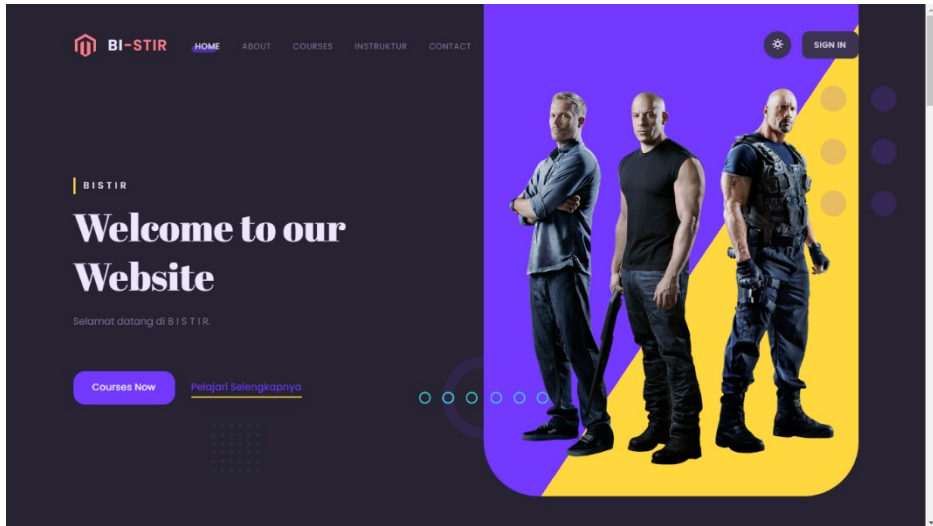 BI-STIR
HOME ABOUT COURSES INSTRUKTUR CONTACT
SIGN IN
BISTIR
Welcome to our
Website
Selamat datang di B I S T I R.
Courses Now
Pelajari Selengkapnya